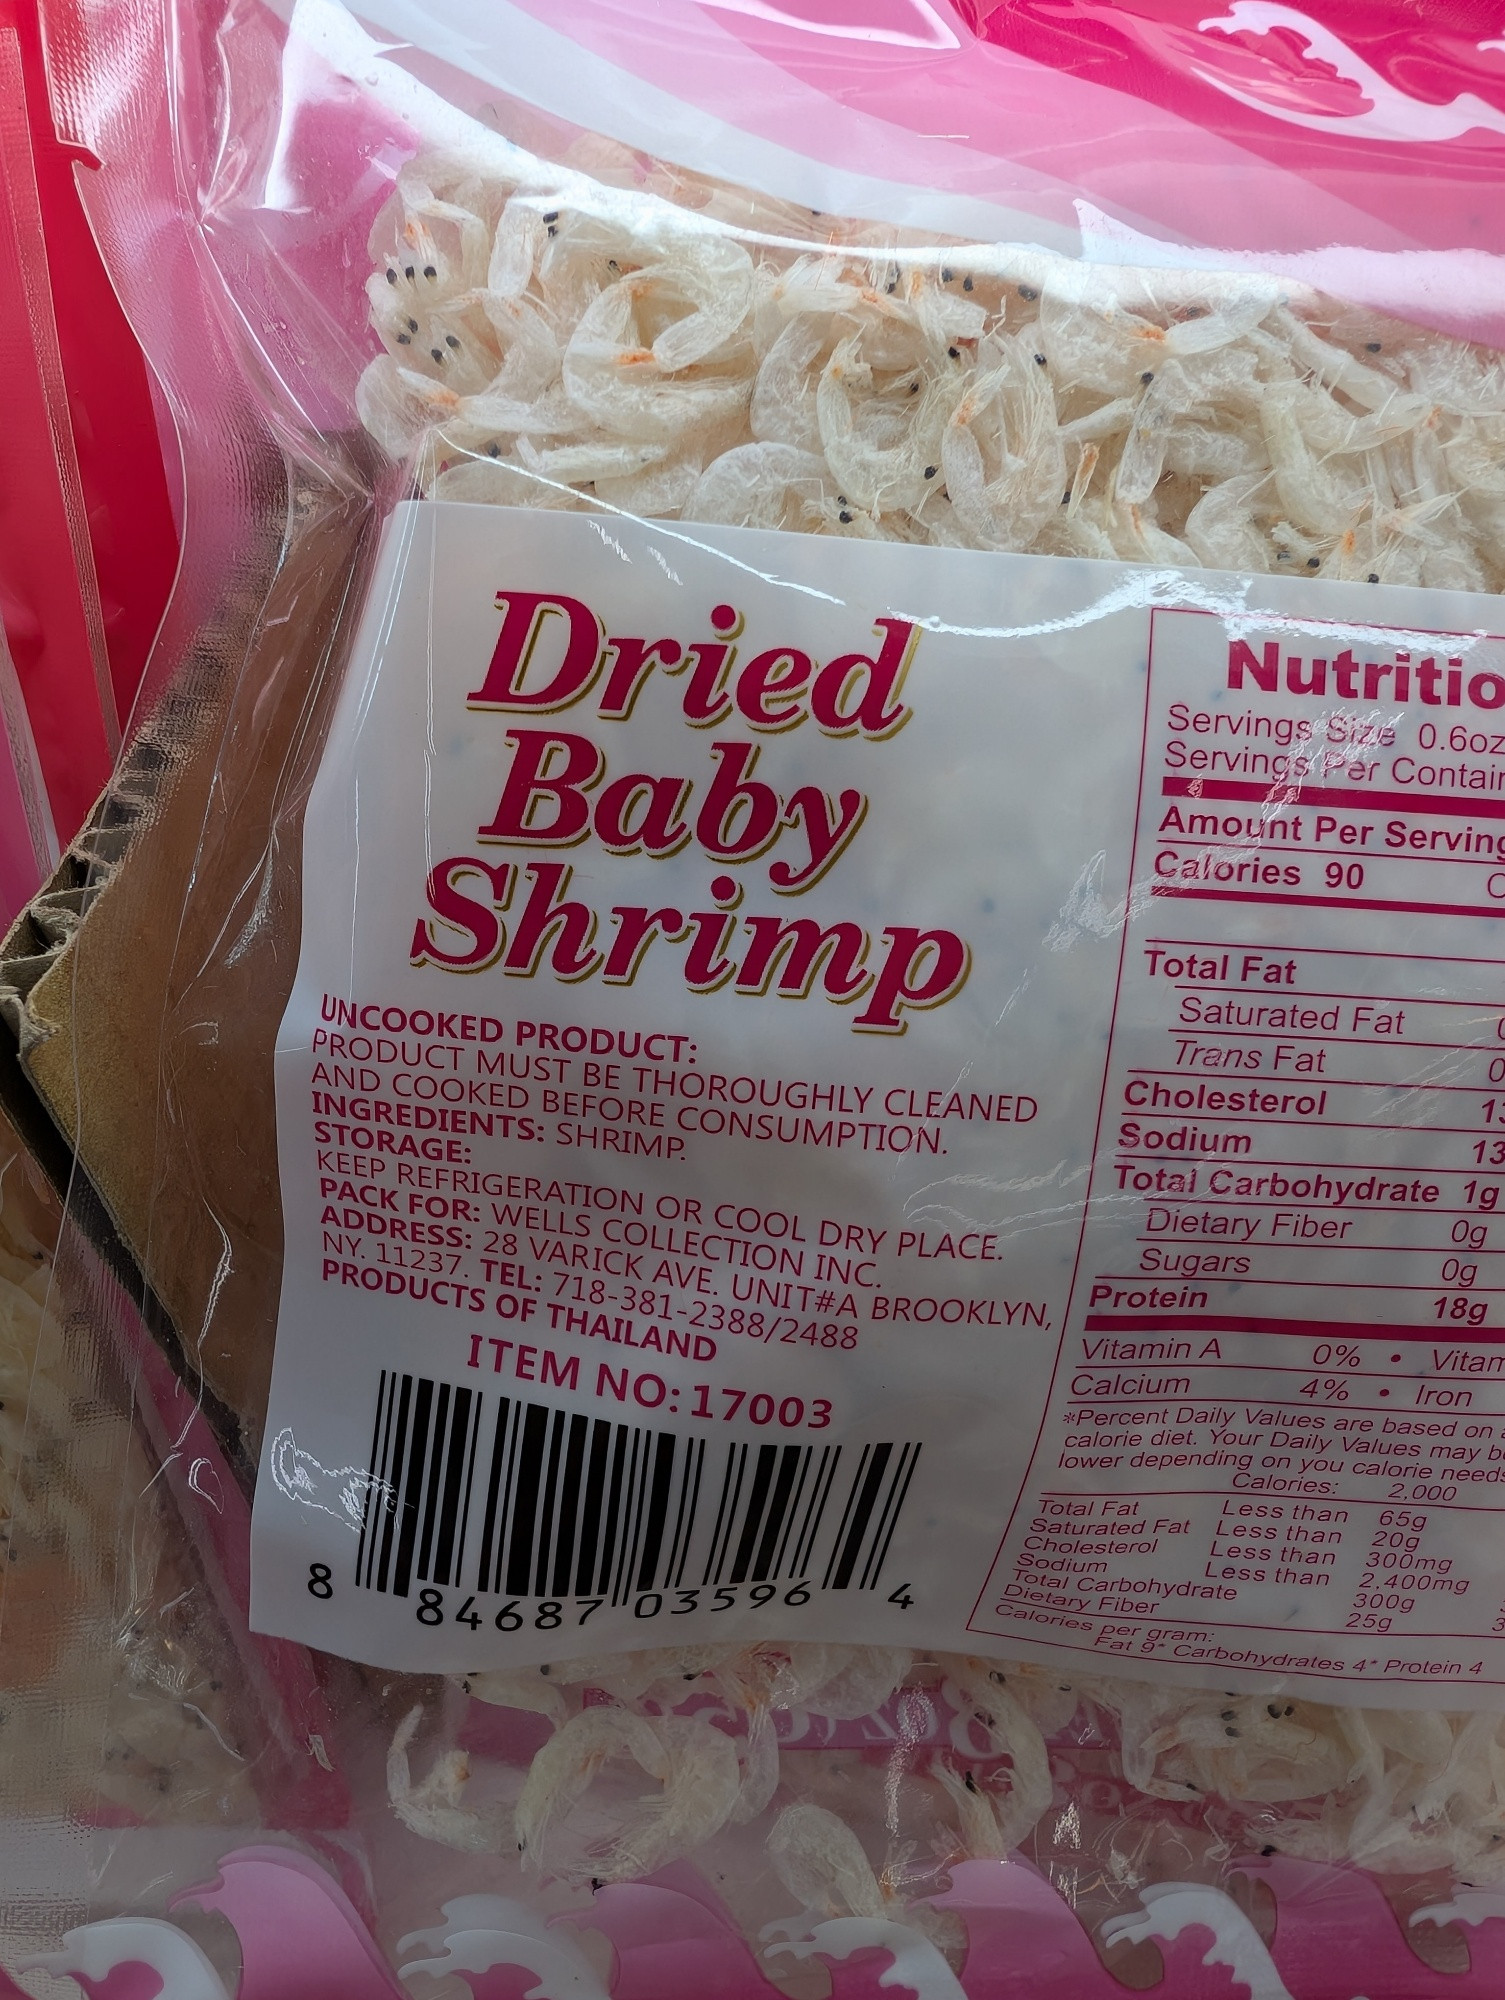 Dried
Baby
Shrimp
UNCOOKED PRODUCT:
PRODUCT MUST BE THOROUGHLY CLEANED
AND COOKED BEFORE CONSUMPTION.
INGREDIENTS: SHRIMP.
STORAGE:
KEEP REFRIGERATION OR COOL DRY PLACE.
PACK FOR: WELLS COLLECTION INC.
ADDRESS: 28 VARICK AVE. UNIT#A BROOKLYN,
NY. 11237. TEL: 718-381-2388/2488
PRODUCTS OF THAILAND
ITEM NO: 17003
8 84687 03596 4
Nutritio
Servings Size 0.6oz
Servings Per Contain
Amount Per Serving
Calories 90
Total Fat
Saturated Fat
Trans Fat 0
Cholesterol
Sodium 13
Total Carbohydrate 1g
Dietary Fiber 0g
Sugars 0g
Protein 18g
Vitamin A 0% • Vitam
Calcium 4% • Iron
*Percent Daily Values are based on
calorie diet. Your Daily Values may be
lower depending on you calorie needs
Calories: 2,000
Total Fat Less than 65g
Saturated Fat Less than 20g
Cholesterol Less than 300mg
Sodium Less than 2,400mg
Total Carbohydrate 300g
Dietary Fiber 25g
Calories per gram:
Fat 9* Carbohydrates 4* Protein 4